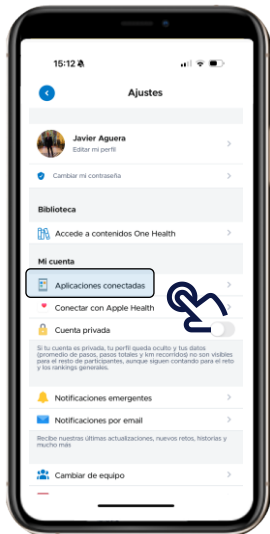 15:12
Ajustes
Javier Aguera
Editar mi perfil
Cambiar mi contraseña
Biblioteca
Accede a contenidos One Health
Mi cuenta
Aplicaciones conectadas
Conectar con Apple Health
Cuenta privada
Si tu cuenta es privada, tu perfil queda oculto y tus datos
(promedio de pasos, pasos totales y km recorridos) no son visibles
para el resto de participantes, aunque siguen contando para el reto
y los rankings generales.
Notificaciones emergentes
Notificaciones por email
Recibe nuestras últimas actualizaciones, nuevos retos, historias y
mucho más
Cambiar de equipo